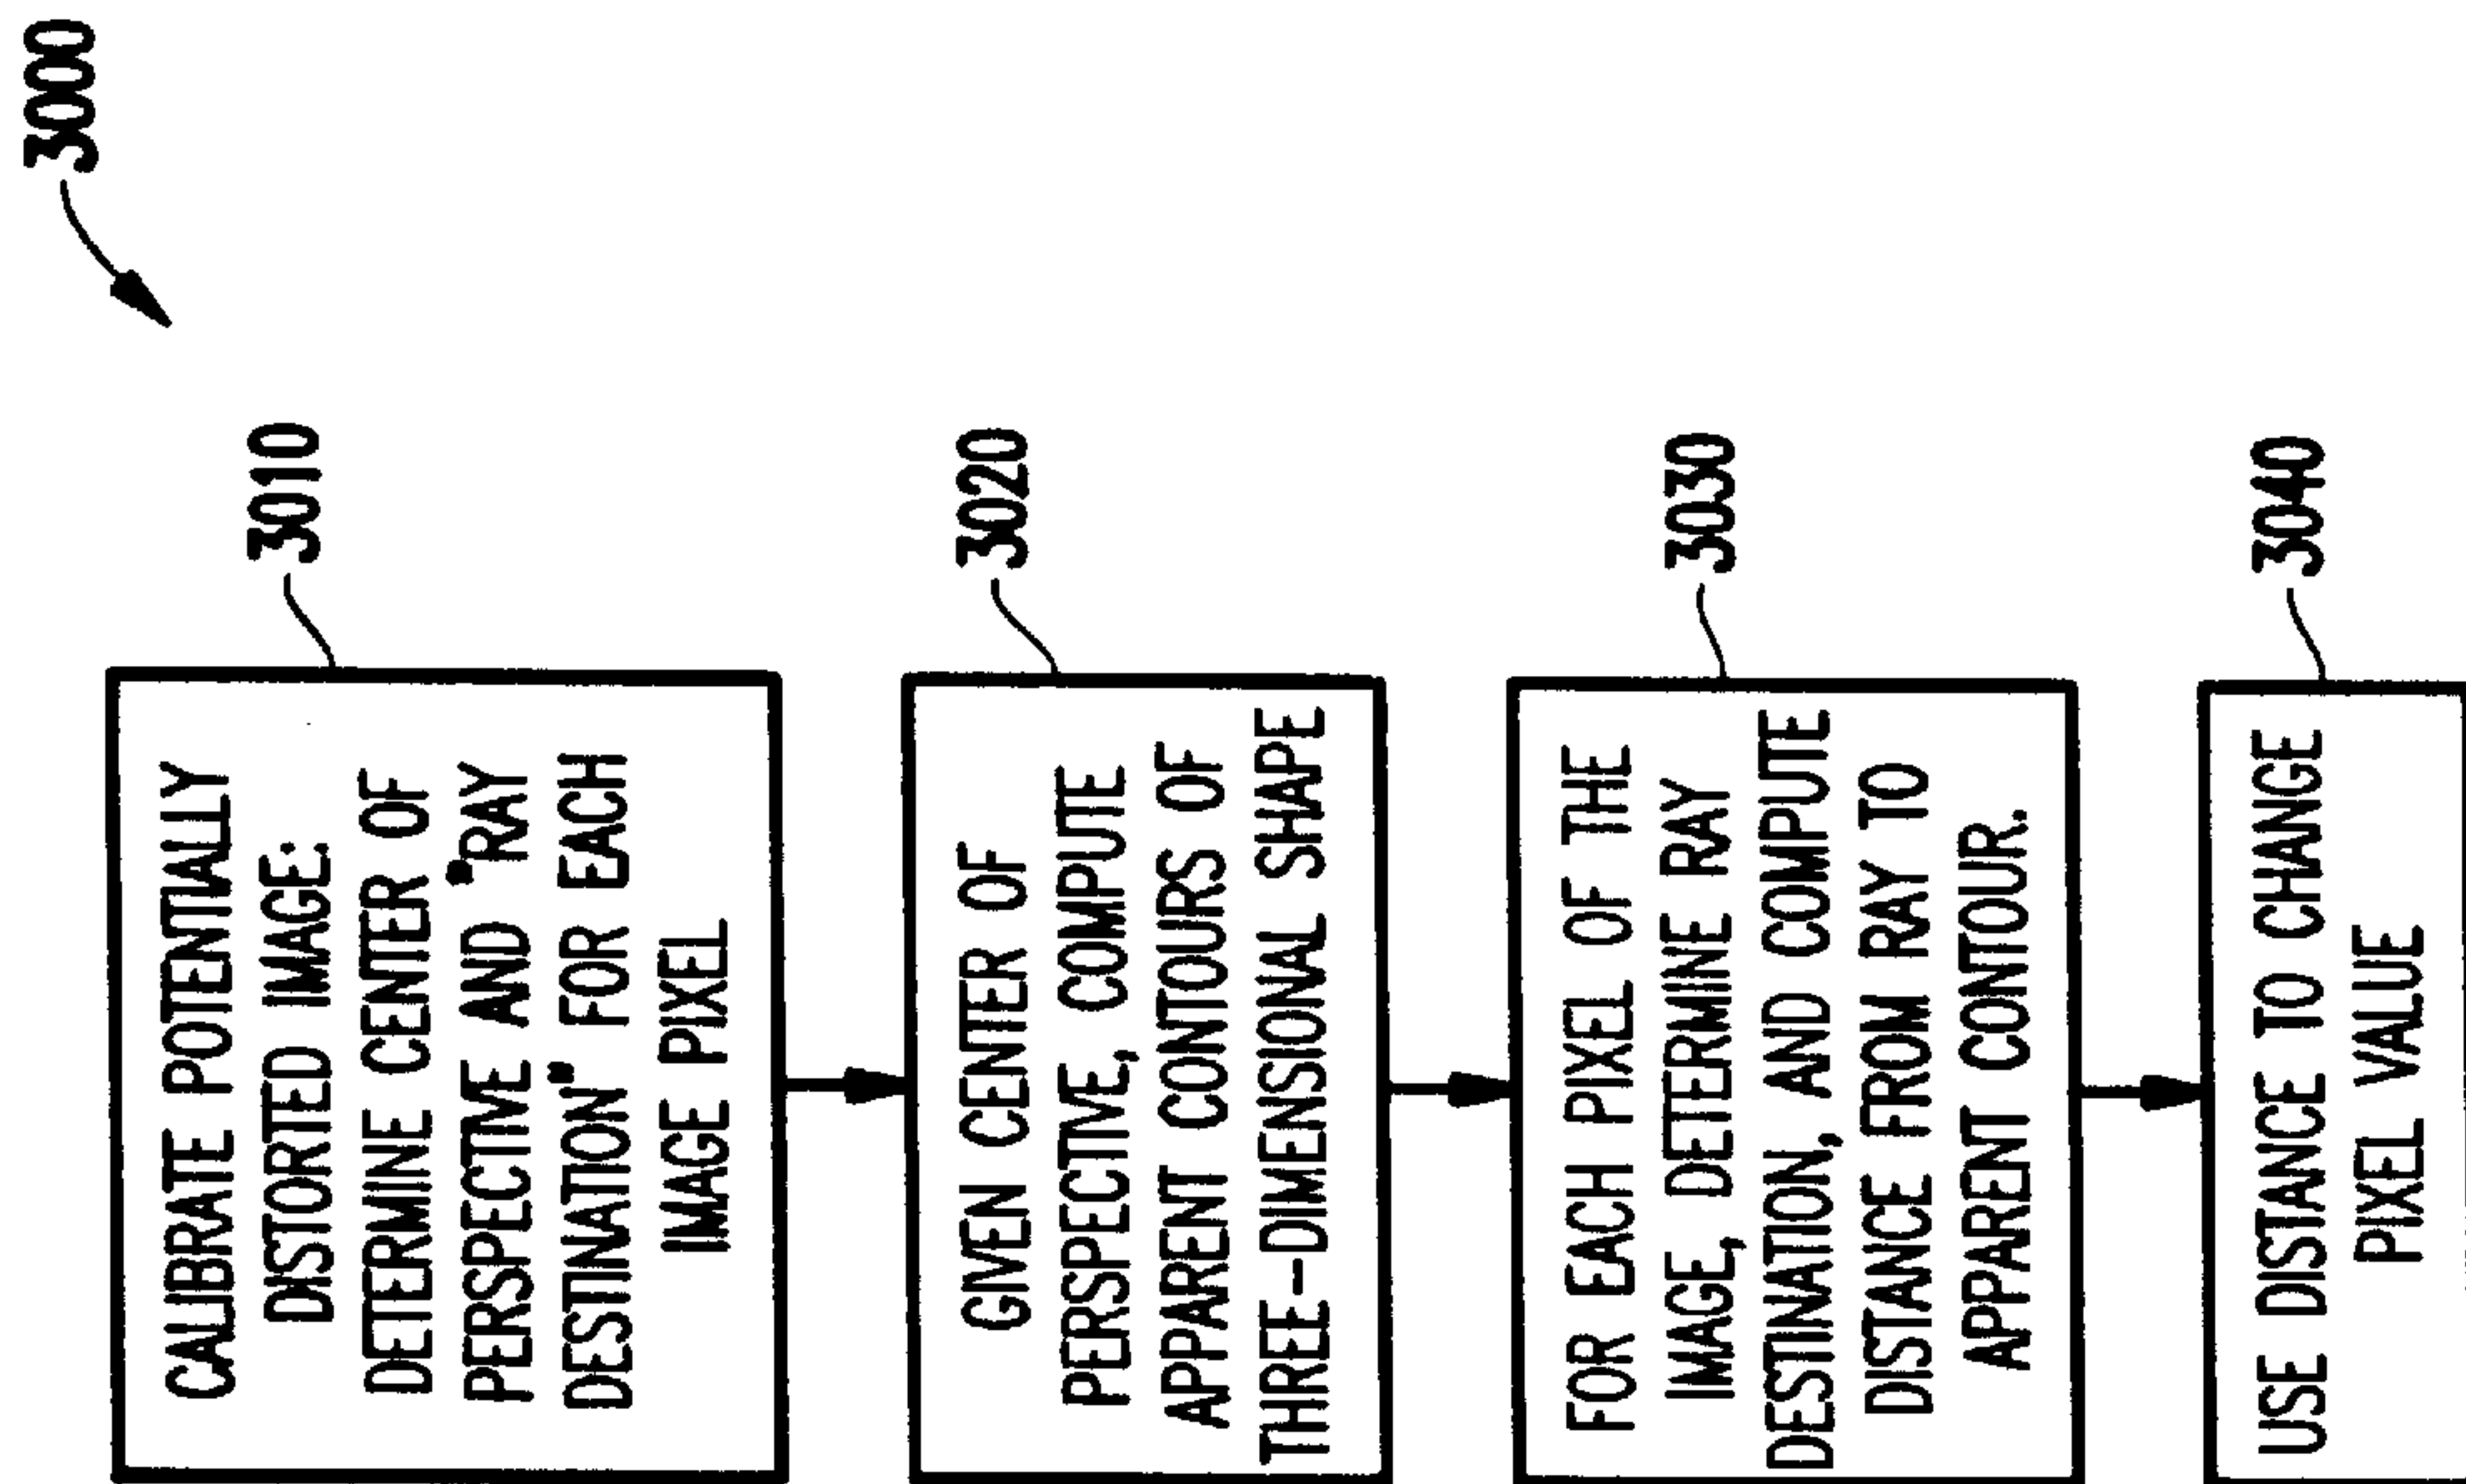 3000
3010
CALIBRATE POTENTIALLY
DISTORTED IMAGE:
DETERMINE CENTER OF
PERSPECTIVE AND "RAY
DESTINATION" FOR EACH
IMAGE PIXEL
3020
GIVEN CENTER OF
PERSPECTIVE, COMPUTE
APPARENT CONTOURS OF
THREE-DIMENSIONAL SHAPE
3030
FOR EACH PIXEL OF THE
IMAGE, DETERMINE RAY
DESTINATION, AND COMPUTE
DISTANCE FROM RAY TO
APPARENT CONTOUR.
3040
USE DISTANCE TO CHANGE
PIXEL VALUE